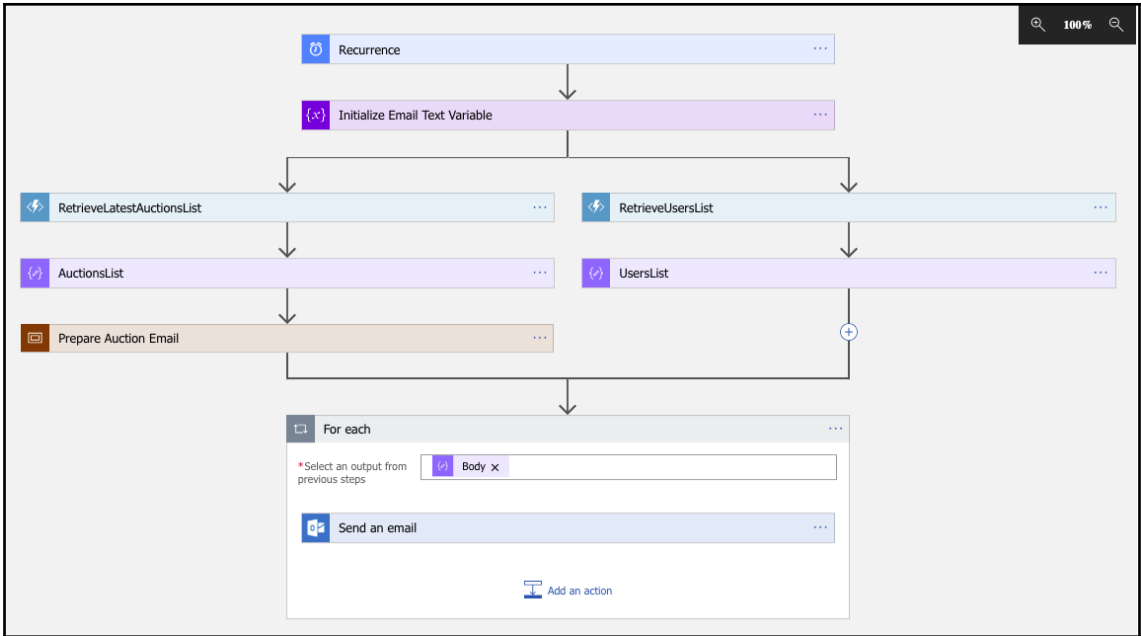 100%
Recurrence
{x} Initialize Email Text Variable
RetrieveLatestAuctionsList
RetrieveUsersList
AuctionsList
UsersList
Prepare Auction Email
For each
*Select an output from
previous steps
Body ×
Send an email
Add an action